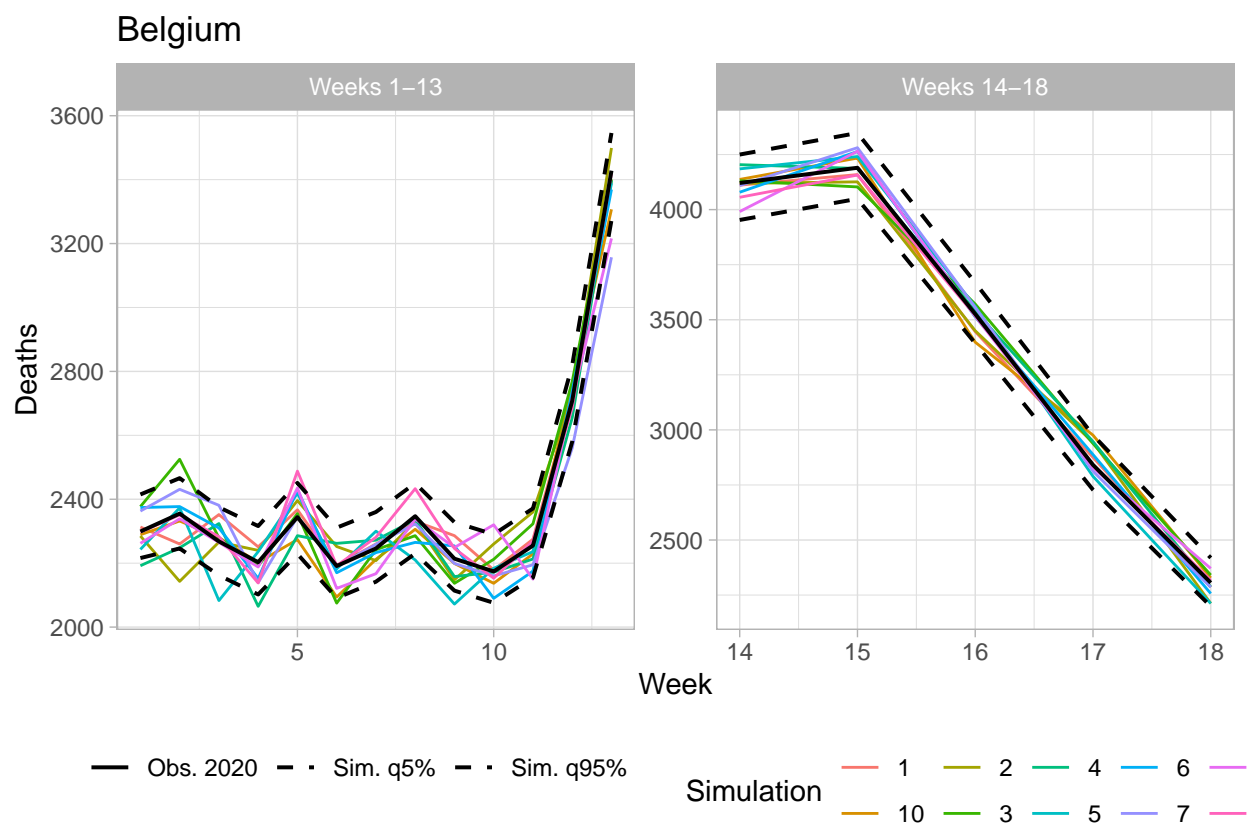 Belgium
Weeks 1–13
Weeks 14–18
3600
3200
2800
2400
2000
4000
3500
3000
2500
Deaths
5
10
14
15
16
17
18
Week
Obs. 2020
Sim. q5%
Sim. q95%
Simulation
1
2
4
6
10
3
5
7